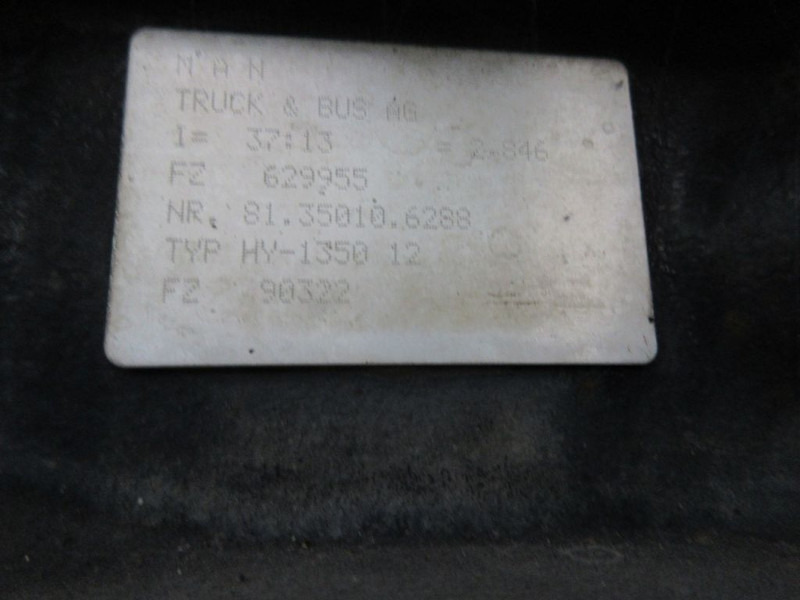 M A N
TRUCK & BUS AG
I= 37:13 = 2.846
FZ 629955
NR. 81.35010.6288
TYP HY-1350 12
FZ 90322